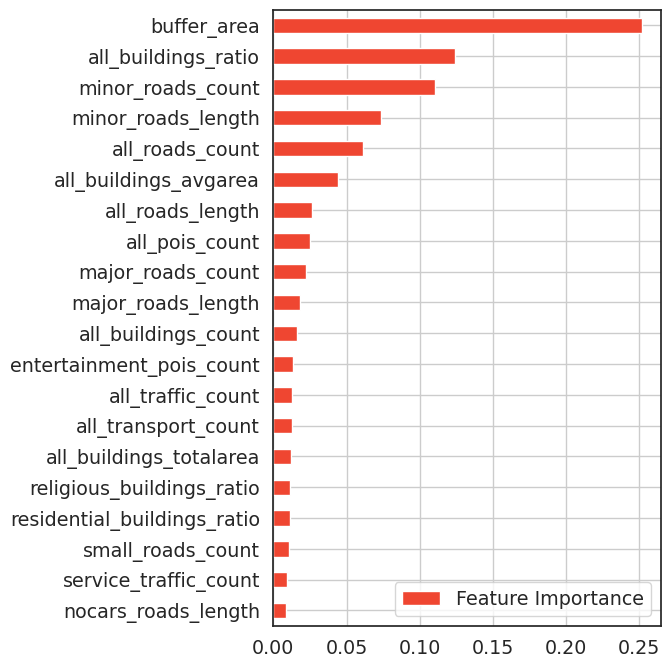 buffer_area
all_buildings_ratio
minor_roads_count
minor_roads_length
all_roads_count
all_buildings_avgarea
all_roads_length
all_pois_count
major_roads_count
major_roads_length
all_buildings_count
entertainment_pois_count
all_traffic_count
all_transport_count
all_buildings_totalarea
religious_buildings_ratio
residential_buildings_ratio
small_roads_count
service_traffic_count
nocars_roads_length
Feature Importance
0.00 0.05 0.10 0.15 0.20 0.25